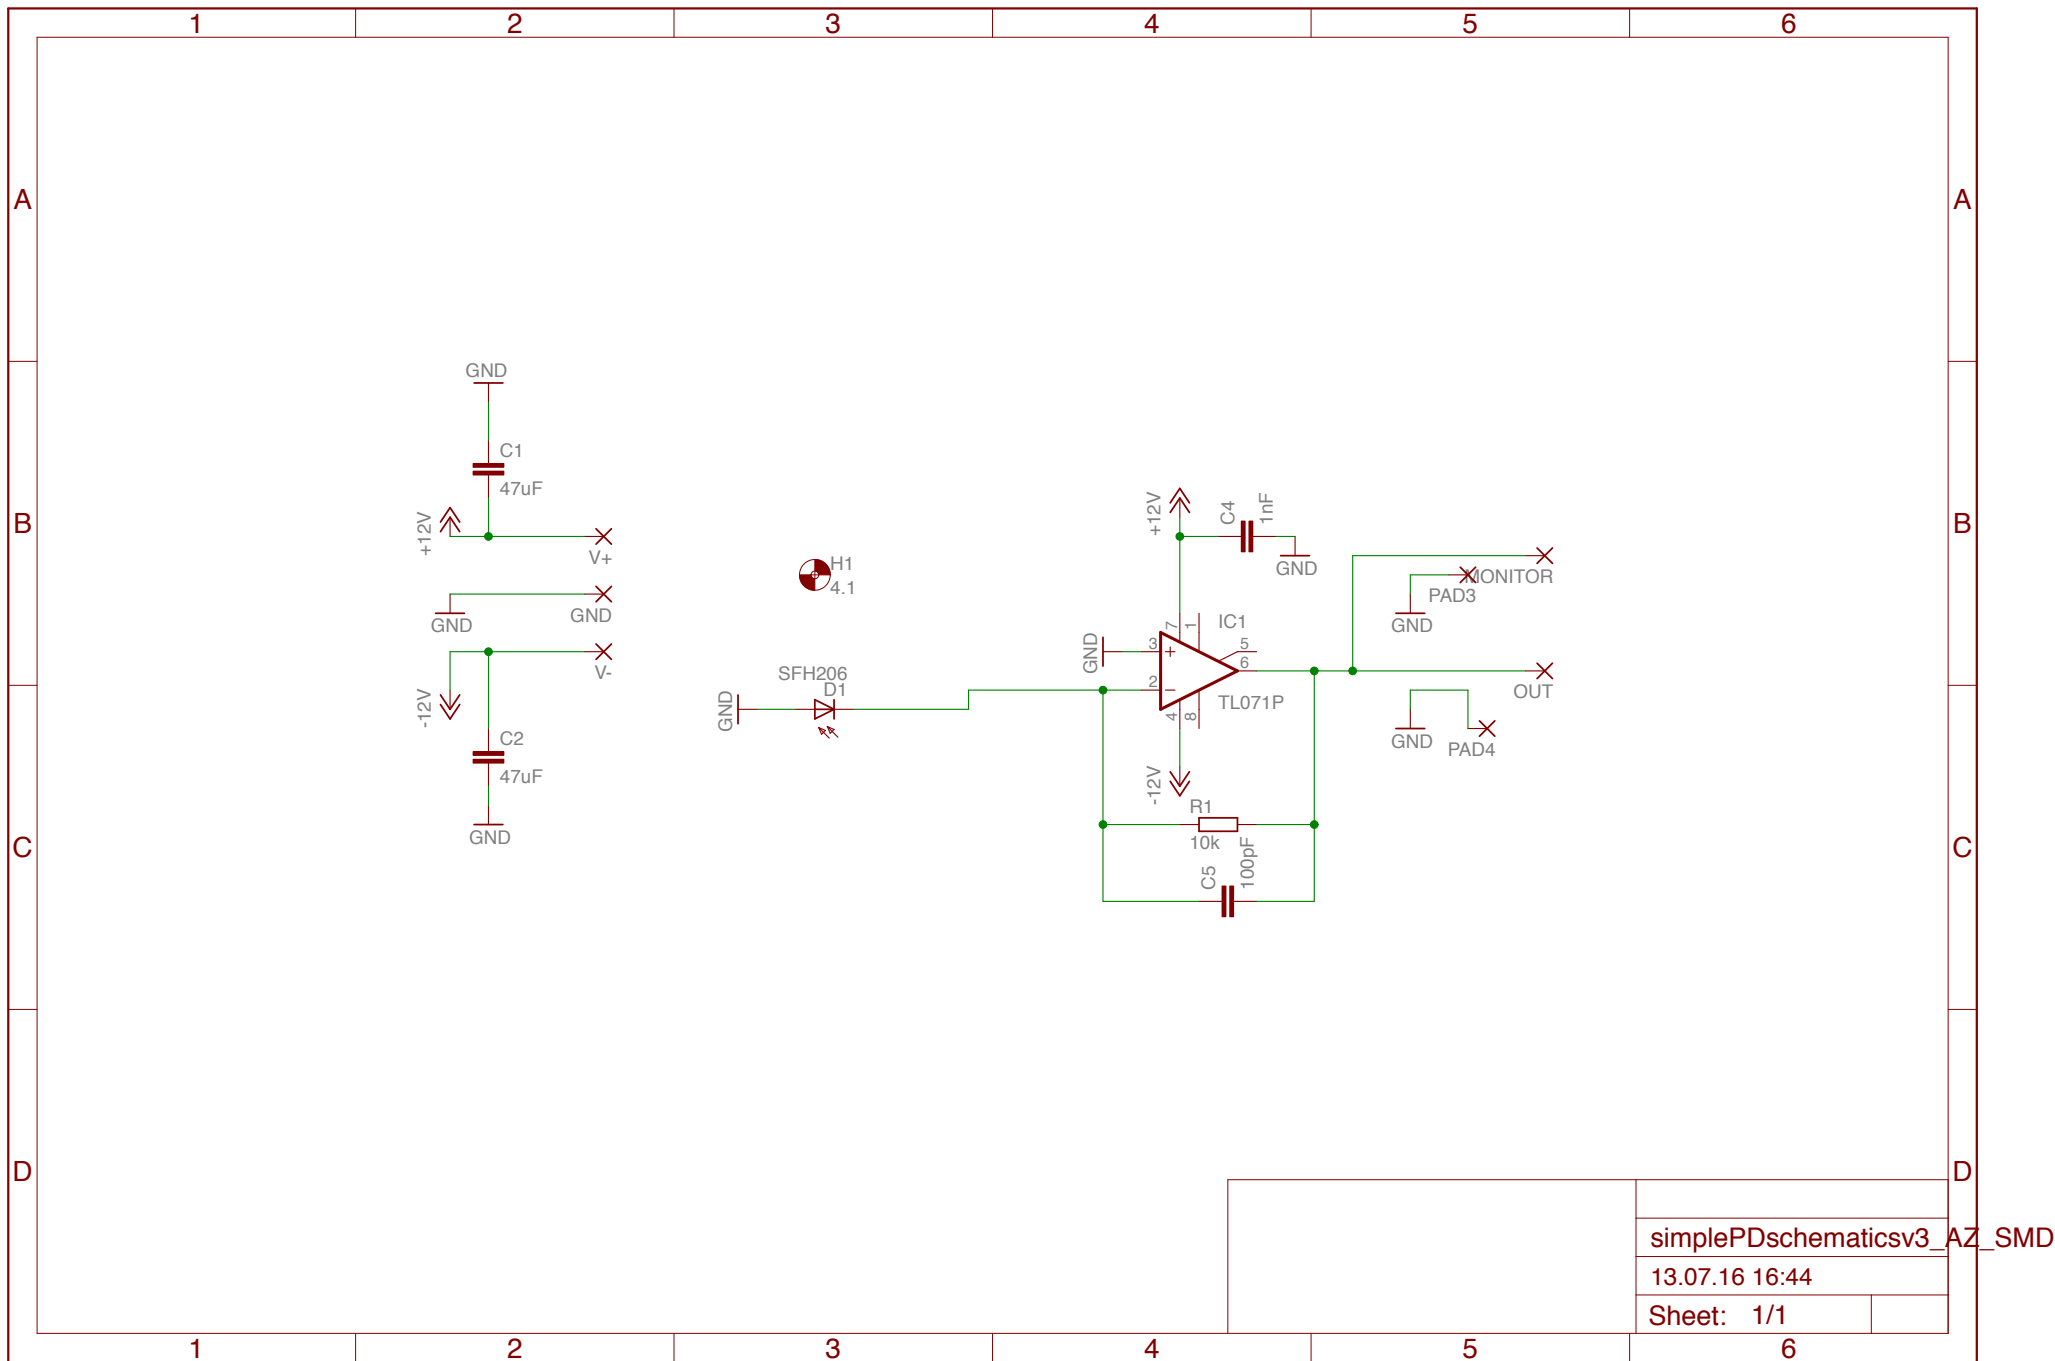 1 2 3 4 5 6
A A
GND
C1
47uF
+12V
V+
GND
GND
V-
-12V
C2
47uF
GND
B B
H1
4.1
SFH206
D1
GND
+12V
C4
1nF
GND
GND
3
2
7
1
5
6
4
8
IC1
TL071P
-12V
R1
10k
C5
100pF
MONITOR
PAD3
GND
OUT
GND
PAD4
C C
D D
simplePDschematicsv3_AZ_SMD
13.07.16 16:44
Sheet: 1/1
1 2 3 4 5 6